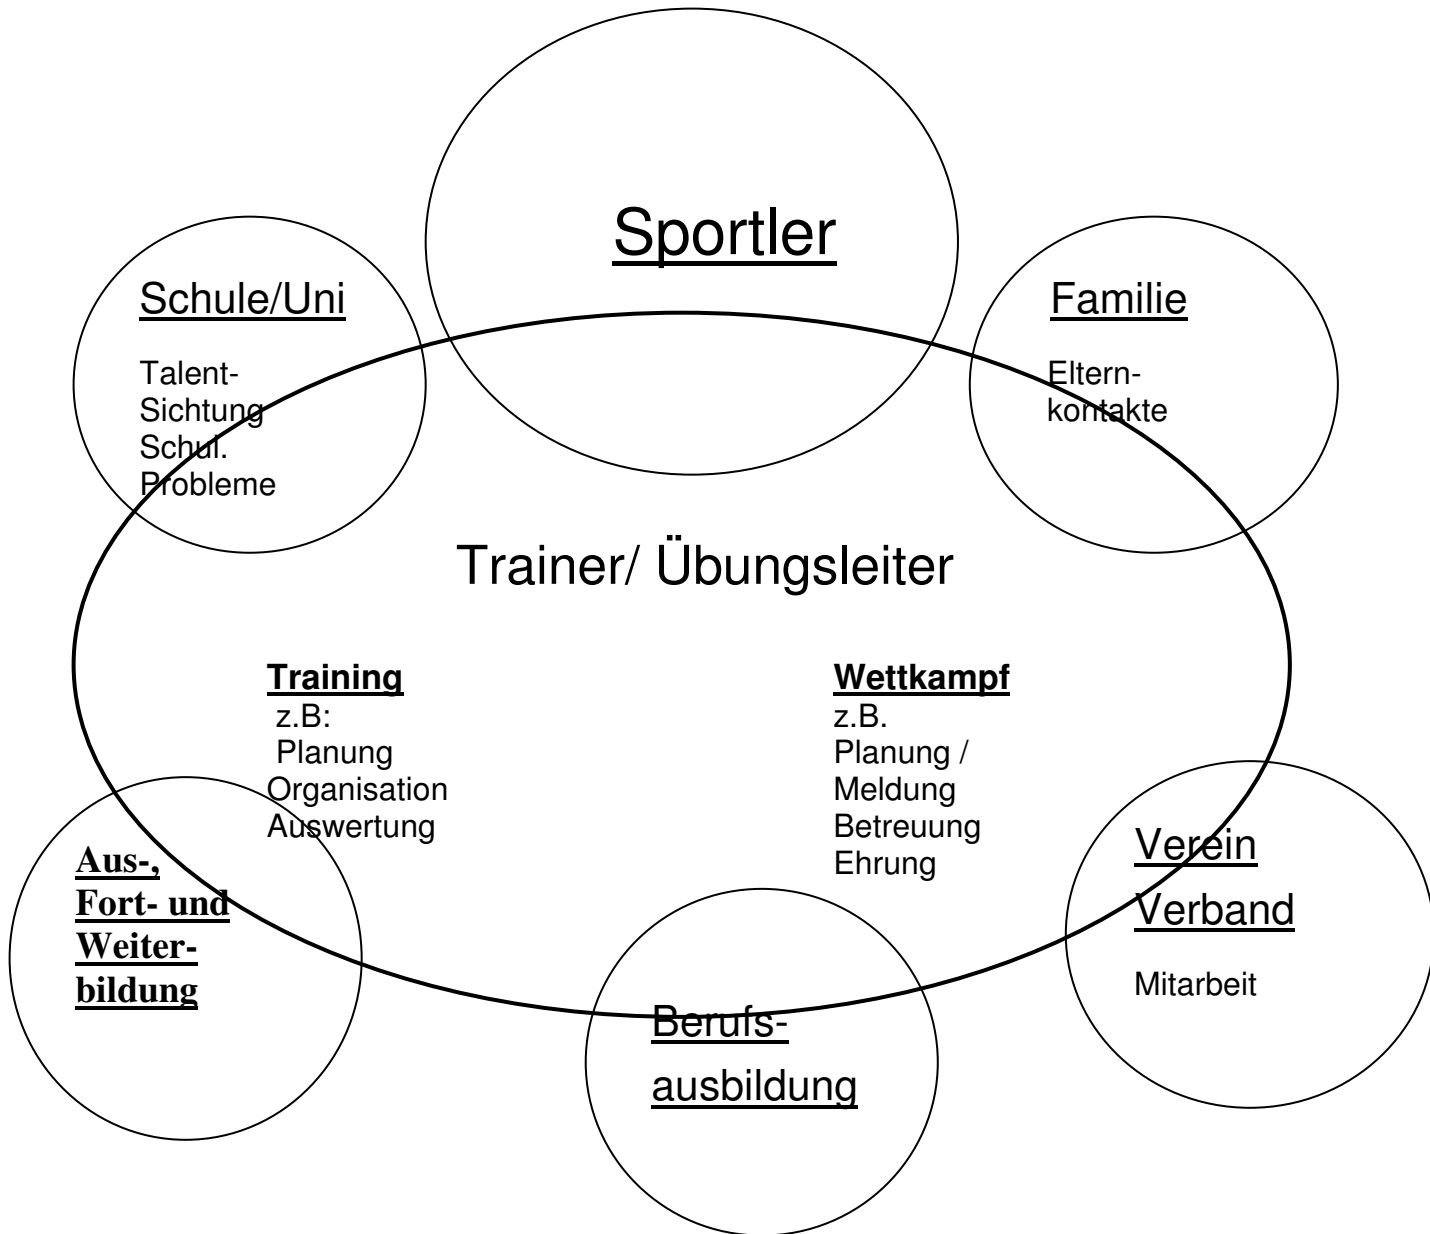 Sportler
Schule/Uni
Talent-
Sichtung
Schul.
Probleme
Familie
Eltern-
kontakte
Trainer/ Übungsleiter
Training
z.B:
Planung
Organisation
Auswertung
Wettkampf
z.B.
Planung /
Meldung
Betreuung
Ehrung
Aus-,
Fort- und
Weiter-
bildung
Berufs-
ausbildung
Verein
Verband
Mitarbeit